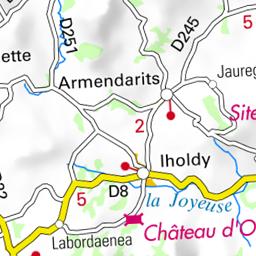 D251
D245
5
ette
Armendarits
Jaureg
Site
2
Iholdy
D8
5
la Joyeuse
Labordaenea
Château d'O